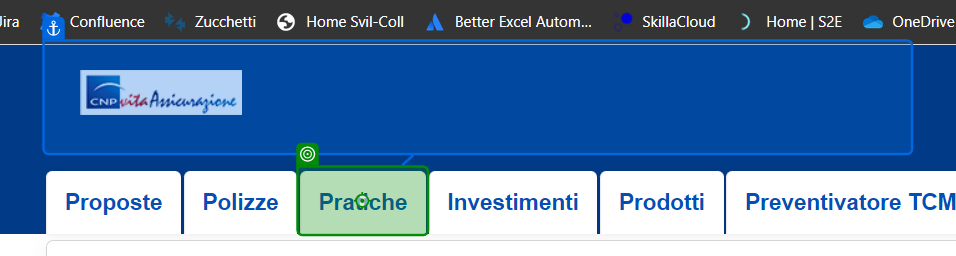 Jira Confluence Zucchetti Home Svil-Coll Better Excel Autom... SkillaCloud Home | S2E OneDrive
CNP vita Assicurazione
Proposte Polizze Pratiche Investimenti Prodotti Preventivatore TCM